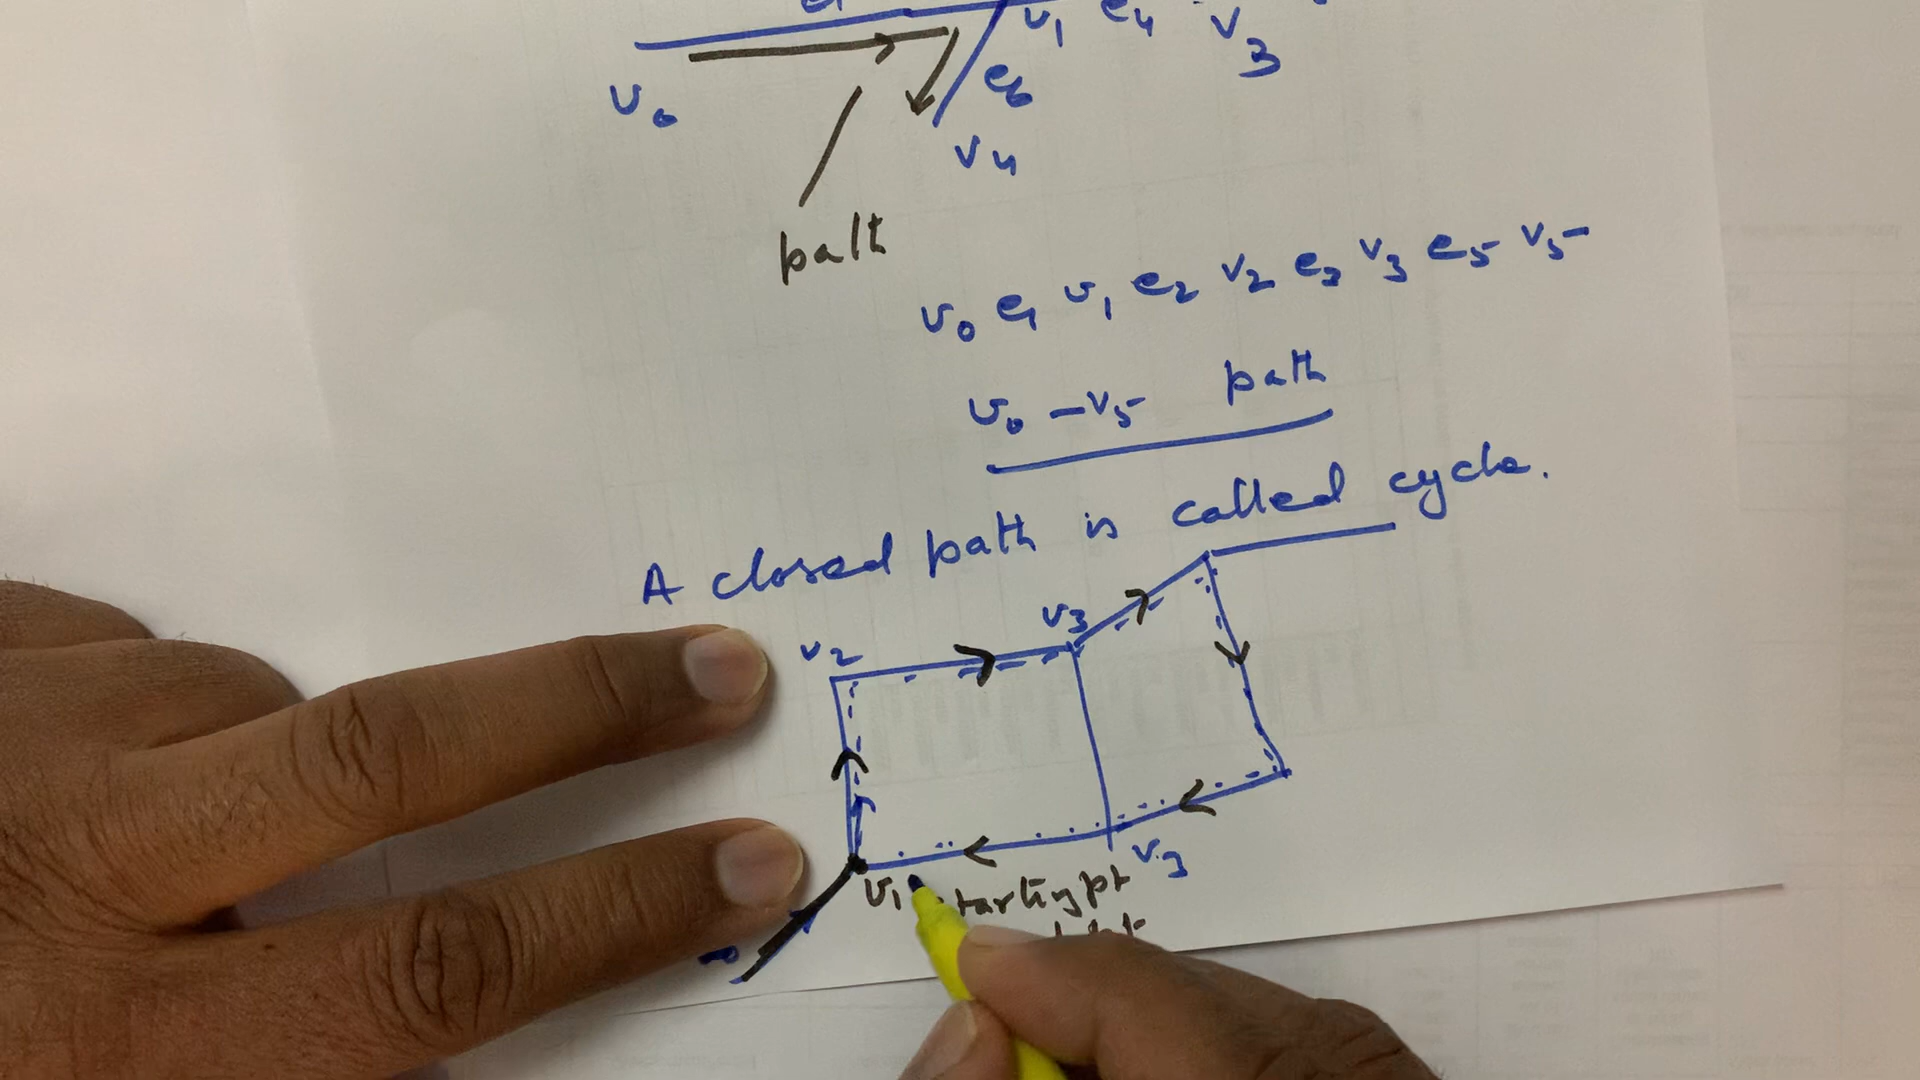 v1 e4 v3
v0 e6
v4
path
v0 e1 v1 e2 v2 e3 v3 e5 v5
v0 - v5 path
A closed path is called cycle.
v2 v3
v3
v1 starting pt